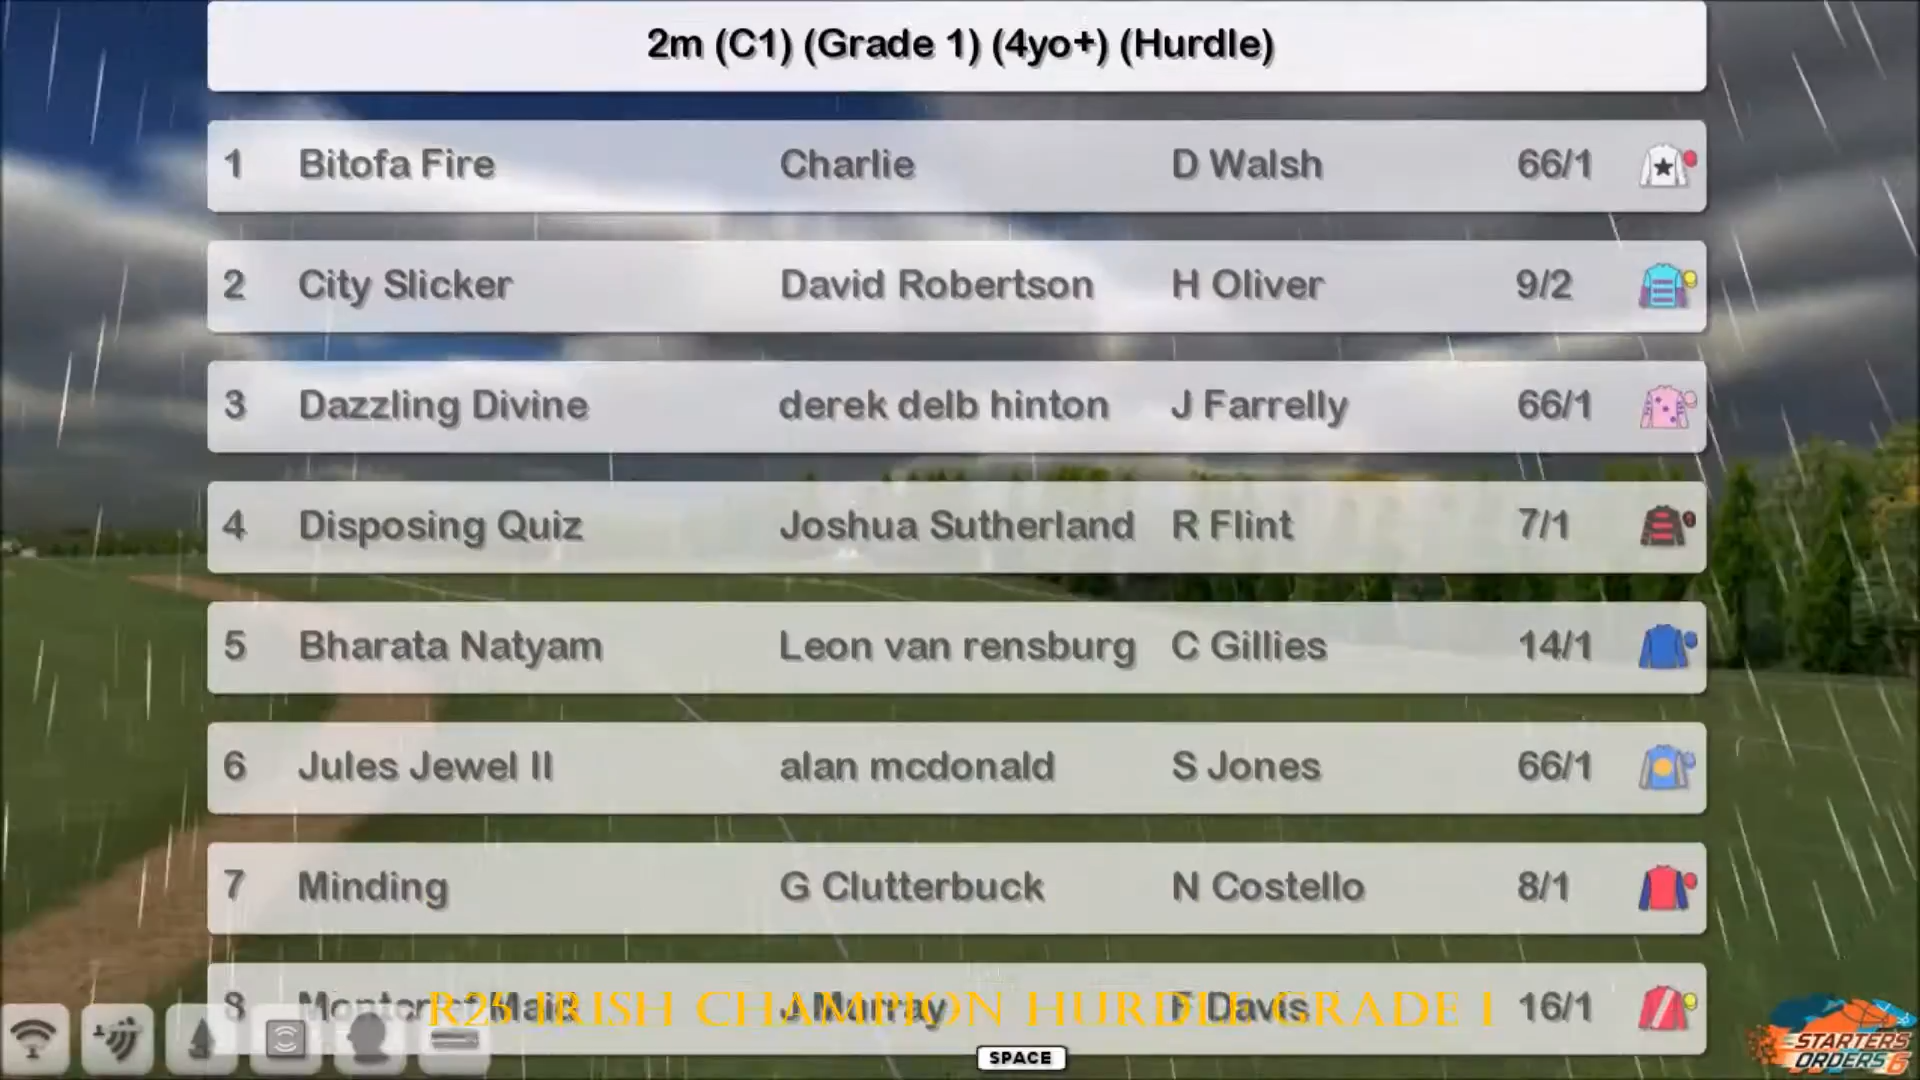 2m (C1) (Grade 1) (4yo+) (Hurdle)
1 Bitofa Fire Charlie D Walsh 66/1
2 City Slicker David Robertson H Oliver 9/2
3 Dazzling Divine derek delb hinton J Farrelly 66/1
4 Disposing Quiz Joshua Sutherland R Flint 7/1
5 Bharata Natyam Leon van rensburg C Gillies 14/1
6 Jules Jewel II alan mcdonald S Jones 66/1
7 Minding G Clutterbuck N Costello 8/1
8 Maid J Murray F Davis 16/1
R25 IRISH CHAMPION HURDLE GRADE 1
SPACE
STARTERS
ORDERS 6